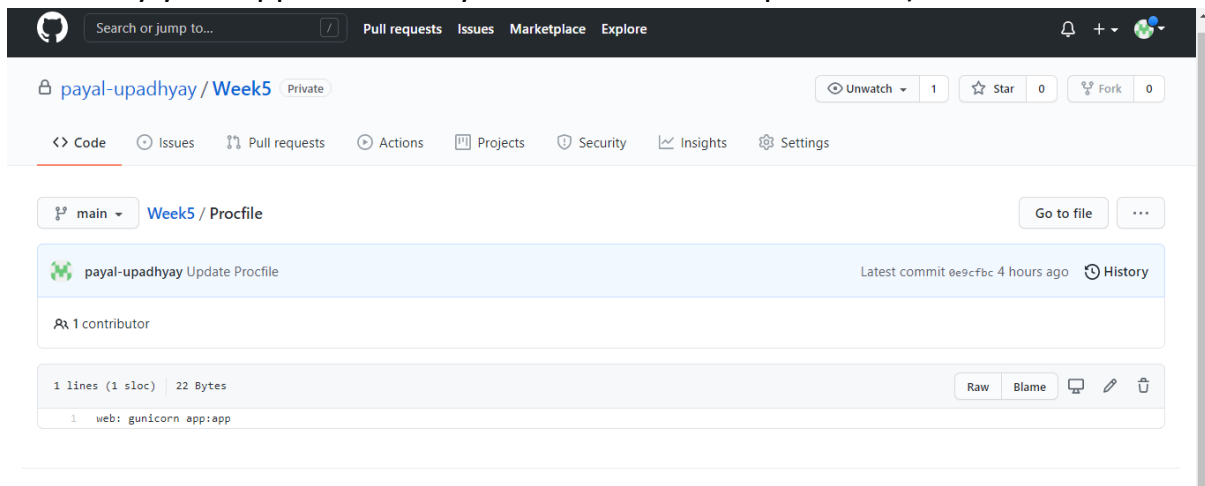 Search or jump to... / Pull requests Issues Marketplace Explore
payal-upadhyay / Week5 Private Unwatch 1 Star 0 Fork 0
Code Issues Pull requests Actions Projects Security Insights Settings
main Week5 / Procfile Go to file ...
payal-upadhyay Update Procfile Latest commit 0e9cfbc 4 hours ago History
1 contributor
1 lines (1 sloc) 22 Bytes Raw Blame
1 web: gunicorn app:app